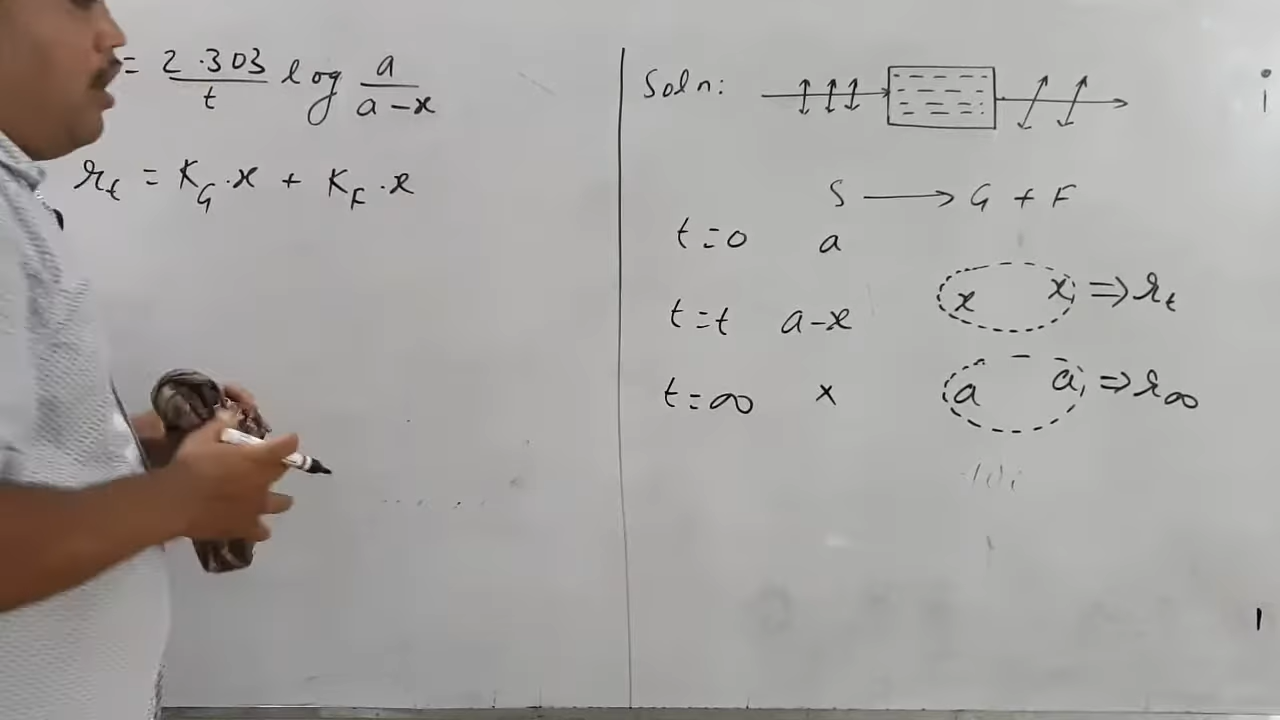 = 2.303/t log a/a-x
r_t = K_G.x + K_F.x
Soln:
S ⟶ G + F
t=0 a
x x, ⇒ r_t
t=t a-x
a a, ⇒ r_∞
t=∞ ×